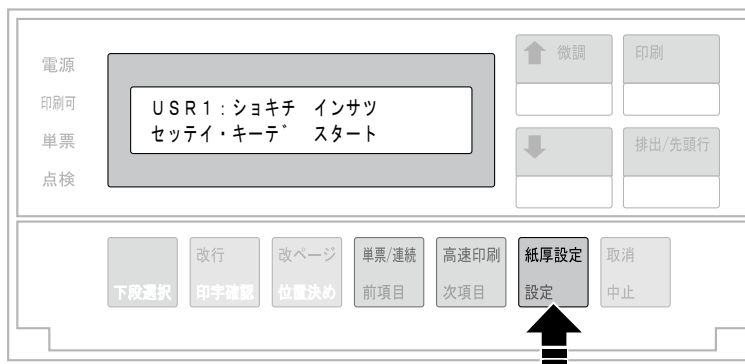 電源
印刷可
単票
点検
USR1:ショキチ インサツ
セッテイ・キーデ スタート
微調
印刷
排出/先頭行
下段選択
改行
印字確認
改ページ
位置決め
単票/連続
前項目
高速印刷
次項目
紙厚設定
設定
取消
中止